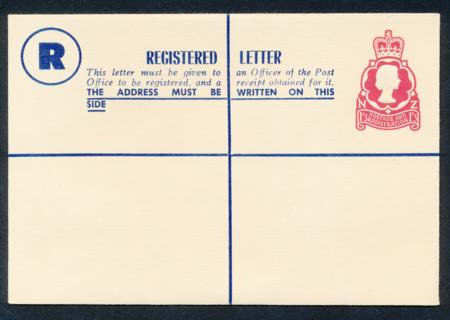 R
REGISTERED LETTER
This letter must be given to an Officer of the Post
Office to be registered, and a receipt obtained for it.
THE ADDRESS MUST BE WRITTEN ON THIS
SIDE
N Z
POSTAGE AND
REGISTRATION